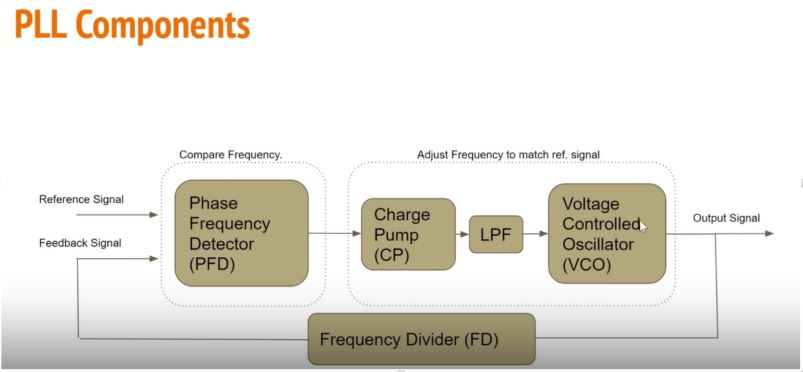 PLL Components
Compare Frequency.
Adjust Frequency to match ref. signal
Reference Signal
Feedback Signal
Phase
Frequency
Detector
(PFD)
Charge
Pump
(CP)
LPF
Voltage
Controlled
Oscillator
(VCO)
Output Signal
Frequency Divider (FD)